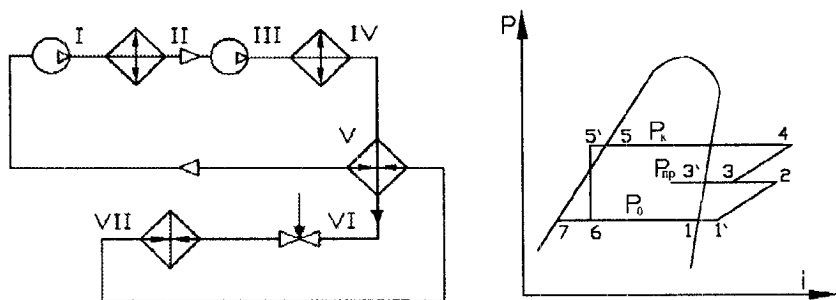 I II III IV
V
VII VI
P
5' 5 Pк 4
Pпр 3' 3 2
P₀
7 6 1 1'
i